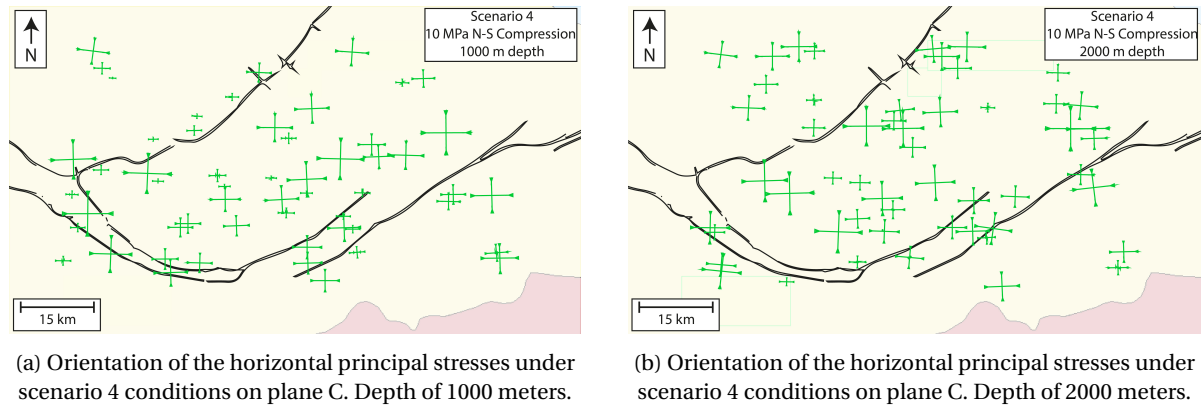 N
Scenario 4
10 MPa N-S Compression
1000 m depth
15 km
N
Scenario 4
10 MPa N-S Compression
2000 m depth
15 km
(a) Orientation of the horizontal principal stresses under
scenario 4 conditions on plane C. Depth of 1000 meters.
(b) Orientation of the horizontal principal stresses under
scenario 4 conditions on plane C. Depth of 2000 meters.